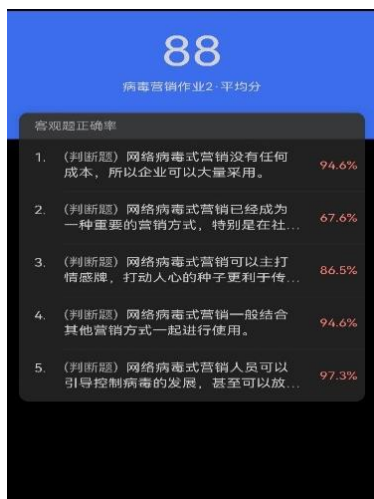 88
病毒营销作业2·平均分
客观题正确率
1. (判断题) 网络病毒式营销没有任何
成本，所以企业可以大量采用。
94.6%
2. (判断题) 网络病毒式营销已经成为
一种重要的营销方式，特别是在社...
67.6%
3. (判断题) 网络病毒式营销可以主打
情感牌，打动人心的种子更利于传...
86.5%
4. (判断题) 网络病毒式营销一般结合
其他营销方式一起进行使用。
94.6%
5. (判断题) 网络病毒式营销人员可以
引导控制病毒的发展，甚至可以放...
97.3%